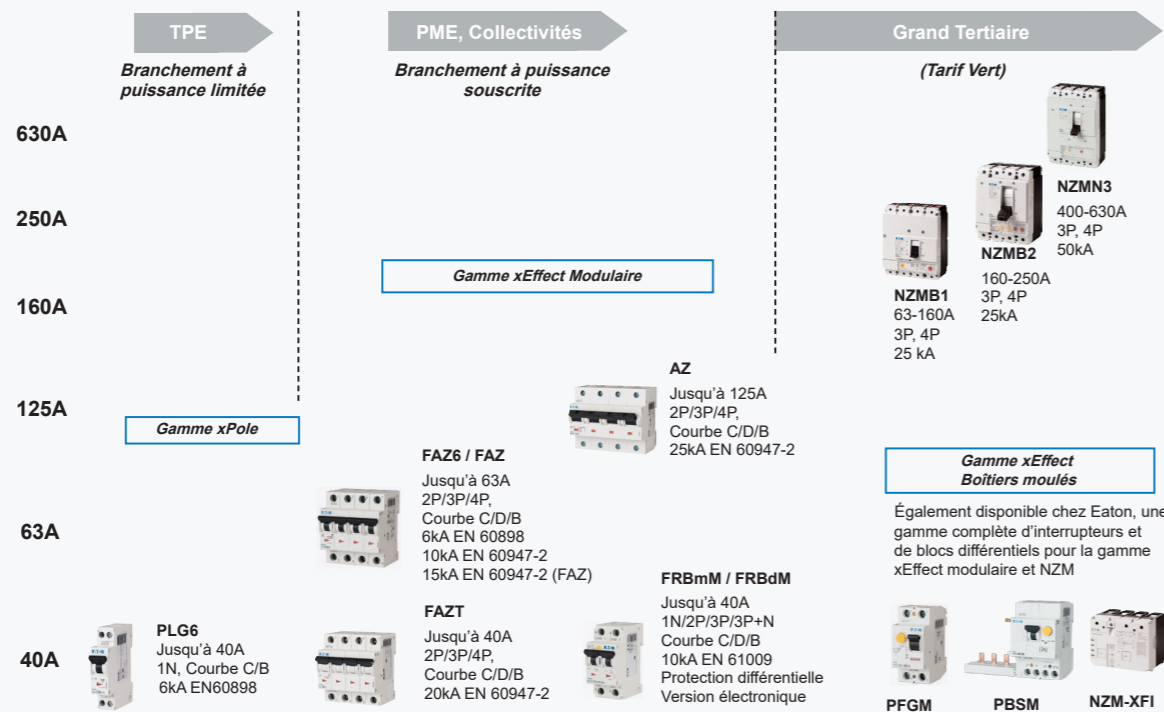 TPE
PME, Collectivités
Grand Tertiaire
Branchement à
puissance limitée
Branchement à puissance
souscrite
(Tarif Vert)
630A
250A
160A
125A
63A
40A
NZMN3
400-630A
3P, 4P
50kA
NZMB2
160-250A
3P, 4P
25kA
NZMB1
63-160A
3P, 4P
25 kA
Gamme xEffect Modulaire
AZ
Jusqu'à 125A
2P/3P/4P,
Courbe C/D/B
25kA EN 60947-2
Gamme xPole
FAZ6 / FAZ
Jusqu'à 63A
2P/3P/4P,
Courbe C/D/B
6kA EN 60898
10kA EN 60947-2
15kA EN 60947-2 (FAZ)
Gamme xEffect
Boîtiers moulés
Également disponible chez Eaton, une
gamme complète d'interrupteurs et
de blocs différentiels pour la gamme
xEffect modulaire et NZM
PLG6
Jusqu'à 40A
1N, Courbe C/B
6kA EN60898
FAZT
Jusqu'à 40A
2P/3P/4P,
Courbe C/D/B
20kA EN 60947-2
FRBmM / FRBdM
Jusqu'à 40A
1N/2P/3P/3P+N
Courbe C/D/B
10kA EN 61009
Protection différentielle
Version électronique
PFGM
PBSM
NZM-XFI